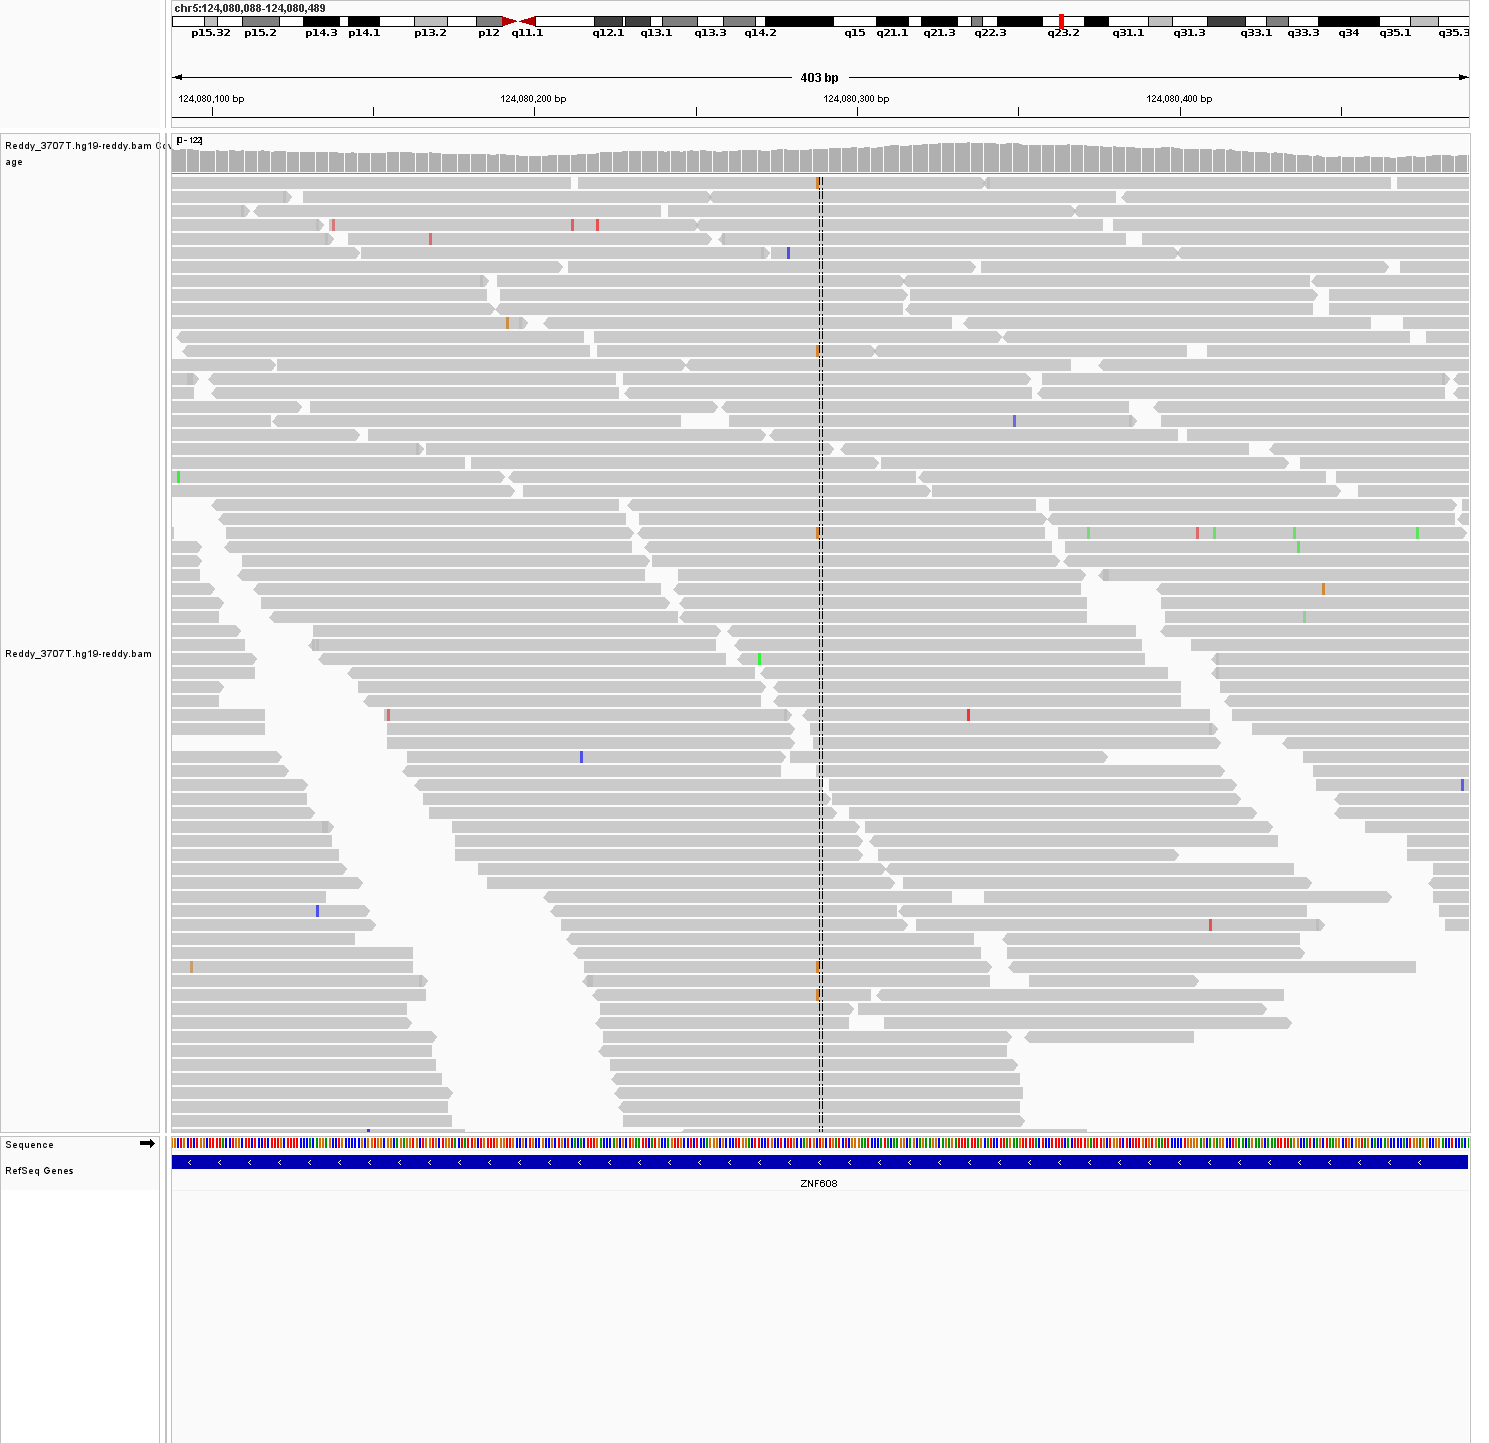 chr5:124,080,088-124,080,489
p15.32 p15.2 p14.3 p14.1 p13.2 p12 q11.1 q12.1 q13.1 q13.3 q14.2 q15 q21.1 q21.3 q22.3 q23.2 q31.1 q31.3 q33.1 q33.3 q34 q35.1 q35.3
403 bp
124,080,100 bp 124,080,200 bp 124,080,300 bp 124,080,400 bp
[0 - 122]
Reddy_3707T.hg19-reddy.bam Cov
age
Reddy_3707T.hg19-reddy.bam
Sequence
RefSeq Genes
ZNF608